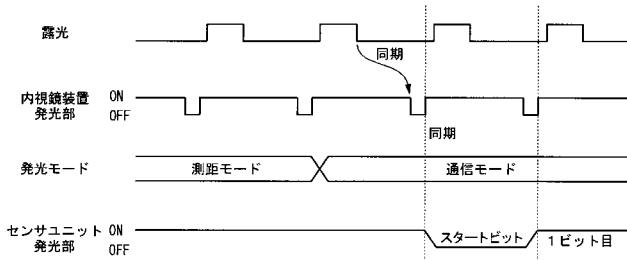 露光
同期
内視鏡装置 ON
発光部 OFF
同期
発光モード 測距モード 通信モード
センサユニット ON
発光部 OFF
スタートビット 1ビット目